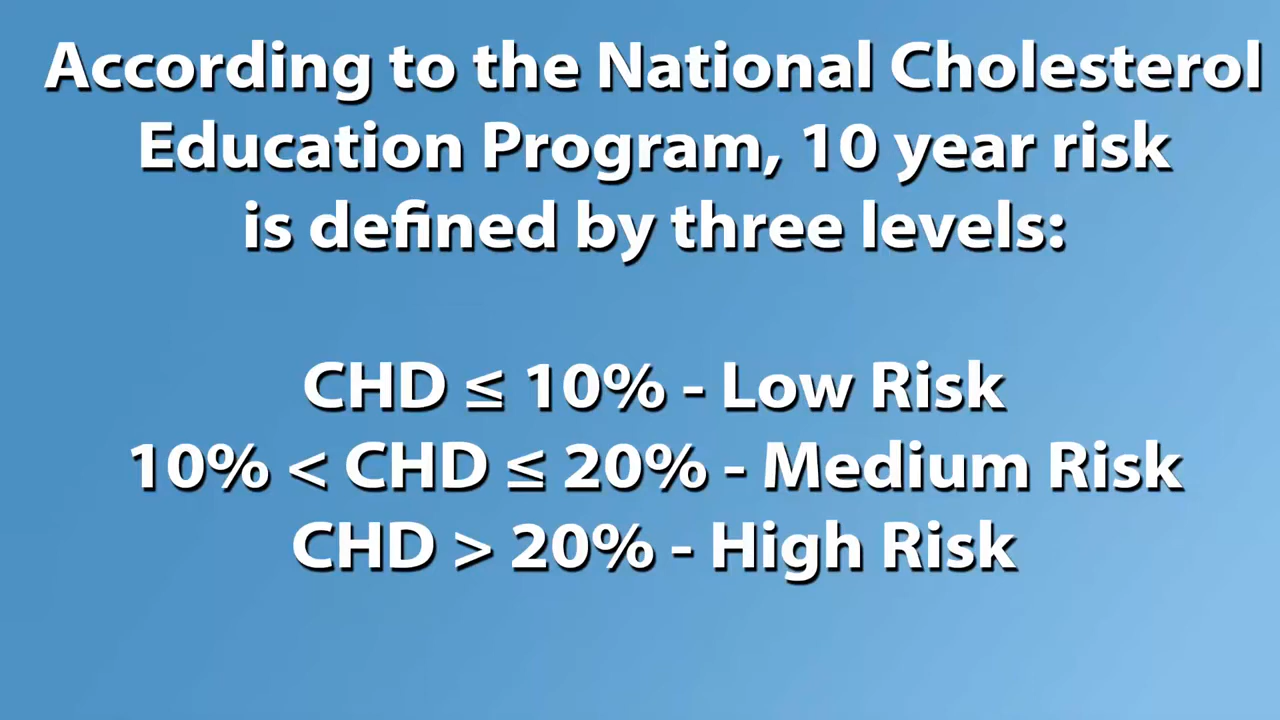 According to the National Cholesterol
Education Program, 10 year risk
is defined by three levels:
CHD ≤ 10% - Low Risk
10% < CHD ≤ 20% - Medium Risk
CHD > 20% - High Risk